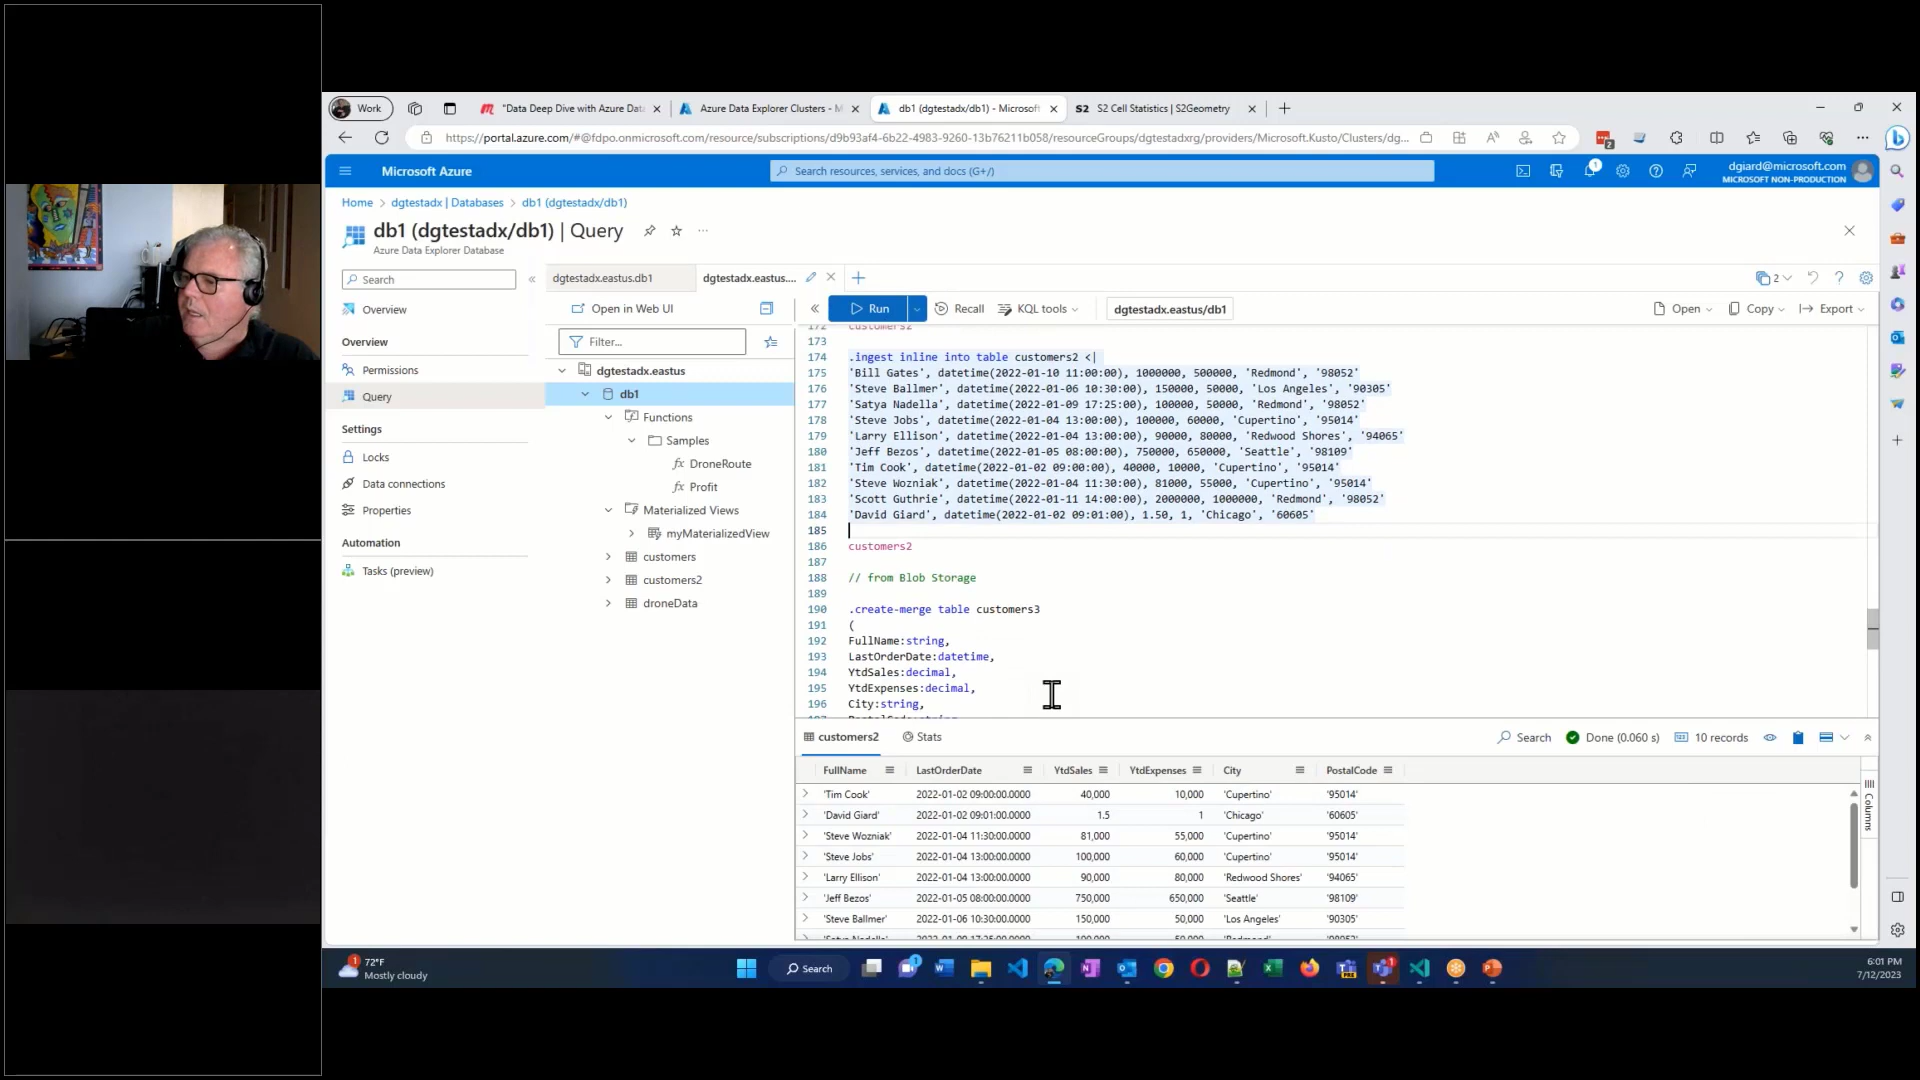 Work
"Data Deep Dive with Azure Dat
Azure Data Explorer Clusters - M
db1 (dgtestadx/db1) - Microsoft
S2 S2 Cell Statistics | S2Geometry
https://portal.azure.com/#@fdpo.onmicrosoft.com/resource/subscriptions/d9b93af4-6b22-4983-9260-13b76211b058/resourceGroups/dgtestadxrg/providers/Microsoft.Kusto/Clusters/dg...
2
Microsoft Azure
Search resources, services, and docs (G+/)
1
dgiard@microsoft.com
MICROSOFT NON-PRODUCTION
Home > dgtestadx | Databases > db1 (dgtestadx/db1)
db1 (dgtestadx/db1) | Query
Azure Data Explorer Database
Search
Overview
Overview
Permissions
Query
Settings
Locks
Data connections
Properties
Automation
Tasks (preview)
dgtestadx.eastus.db1
dgtestadx.eastus....
2
Open in Web UI
Filter...
dgtestadx.eastus
db1
Functions
Samples
fx DroneRoute
fx Profit
Materialized Views
myMaterializedView
customers
customers2
droneData
Run
Recall
KQL tools
dgtestadx.eastus/db1
Open
Copy
Export
172 customers2
173
174 .ingest inline into table customers2 <|
175 'Bill Gates', datetime(2022-01-10 11:00:00), 1000000, 500000, 'Redmond', '98052'
176 'Steve Ballmer', datetime(2022-01-06 10:30:00), 150000, 50000, 'Los Angeles', '90305'
177 'Satya Nadella', datetime(2022-01-09 17:25:00), 100000, 50000, 'Redmond', '98052'
178 'Steve Jobs', datetime(2022-01-04 13:00:00), 100000, 60000, 'Cupertino', '95014'
179 'Larry Ellison', datetime(2022-01-04 13:00:00), 90000, 80000, 'Redwood Shores', '94065'
180 'Jeff Bezos', datetime(2022-01-05 08:00:00), 750000, 650000, 'Seattle', '98109'
181 'Tim Cook', datetime(2022-01-02 09:00:00), 40000, 10000, 'Cupertino', '95014'
182 'Steve Wozniak', datetime(2022-01-04 11:30:00), 81000, 55000, 'Cupertino', '95014'
183 'Scott Guthrie', datetime(2022-01-11 14:00:00), 2000000, 1000000, 'Redmond', '98052'
184 'David Giard', datetime(2022-01-02 09:01:00), 1.50, 1, 'Chicago', '60605'
185
186 customers2
187
188 // from Blob Storage
189
190 .create-merge table customers3
191 (
192 FullName:string,
193 LastOrderDate:datetime,
194 YtdSales:decimal,
195 YtdExpenses:decimal,
196 City:string,
customers2
Stats
Search
Done (0.060 s)
10 records
FullName LastOrderDate YtdSales YtdExpenses City PostalCode
'Tim Cook' 2022-01-02 09:00:00.0000 40,000 10,000 'Cupertino' '95014'
'David Giard' 2022-01-02 09:01:00.0000 1.5 1 'Chicago' '60605'
'Steve Wozniak' 2022-01-04 11:30:00.0000 81,000 55,000 'Cupertino' '95014'
'Steve Jobs' 2022-01-04 13:00:00.0000 100,000 60,000 'Cupertino' '95014'
'Larry Ellison' 2022-01-04 13:00:00.0000 90,000 80,000 'Redwood Shores' '94065'
'Jeff Bezos' 2022-01-05 08:00:00.0000 750,000 650,000 'Seattle' '98109'
'Steve Ballmer' 2022-01-06 10:30:00.0000 150,000 50,000 'Los Angeles' '90305'
Columns
1
72°F
Mostly cloudy
Search
6:01 PM
7/12/2023